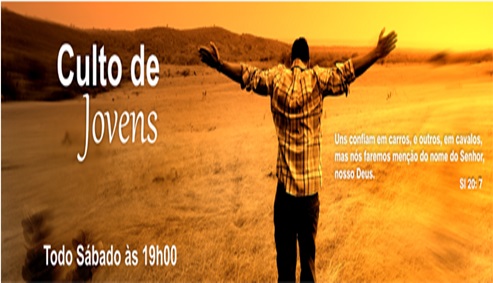 Culto de
Jovens
Uns confiam em carros, e outros, em cavalos,
mas nós faremos menção do nome do Senhor,
nosso Deus.
Sl 20: 7
Todo Sábado às 19h00